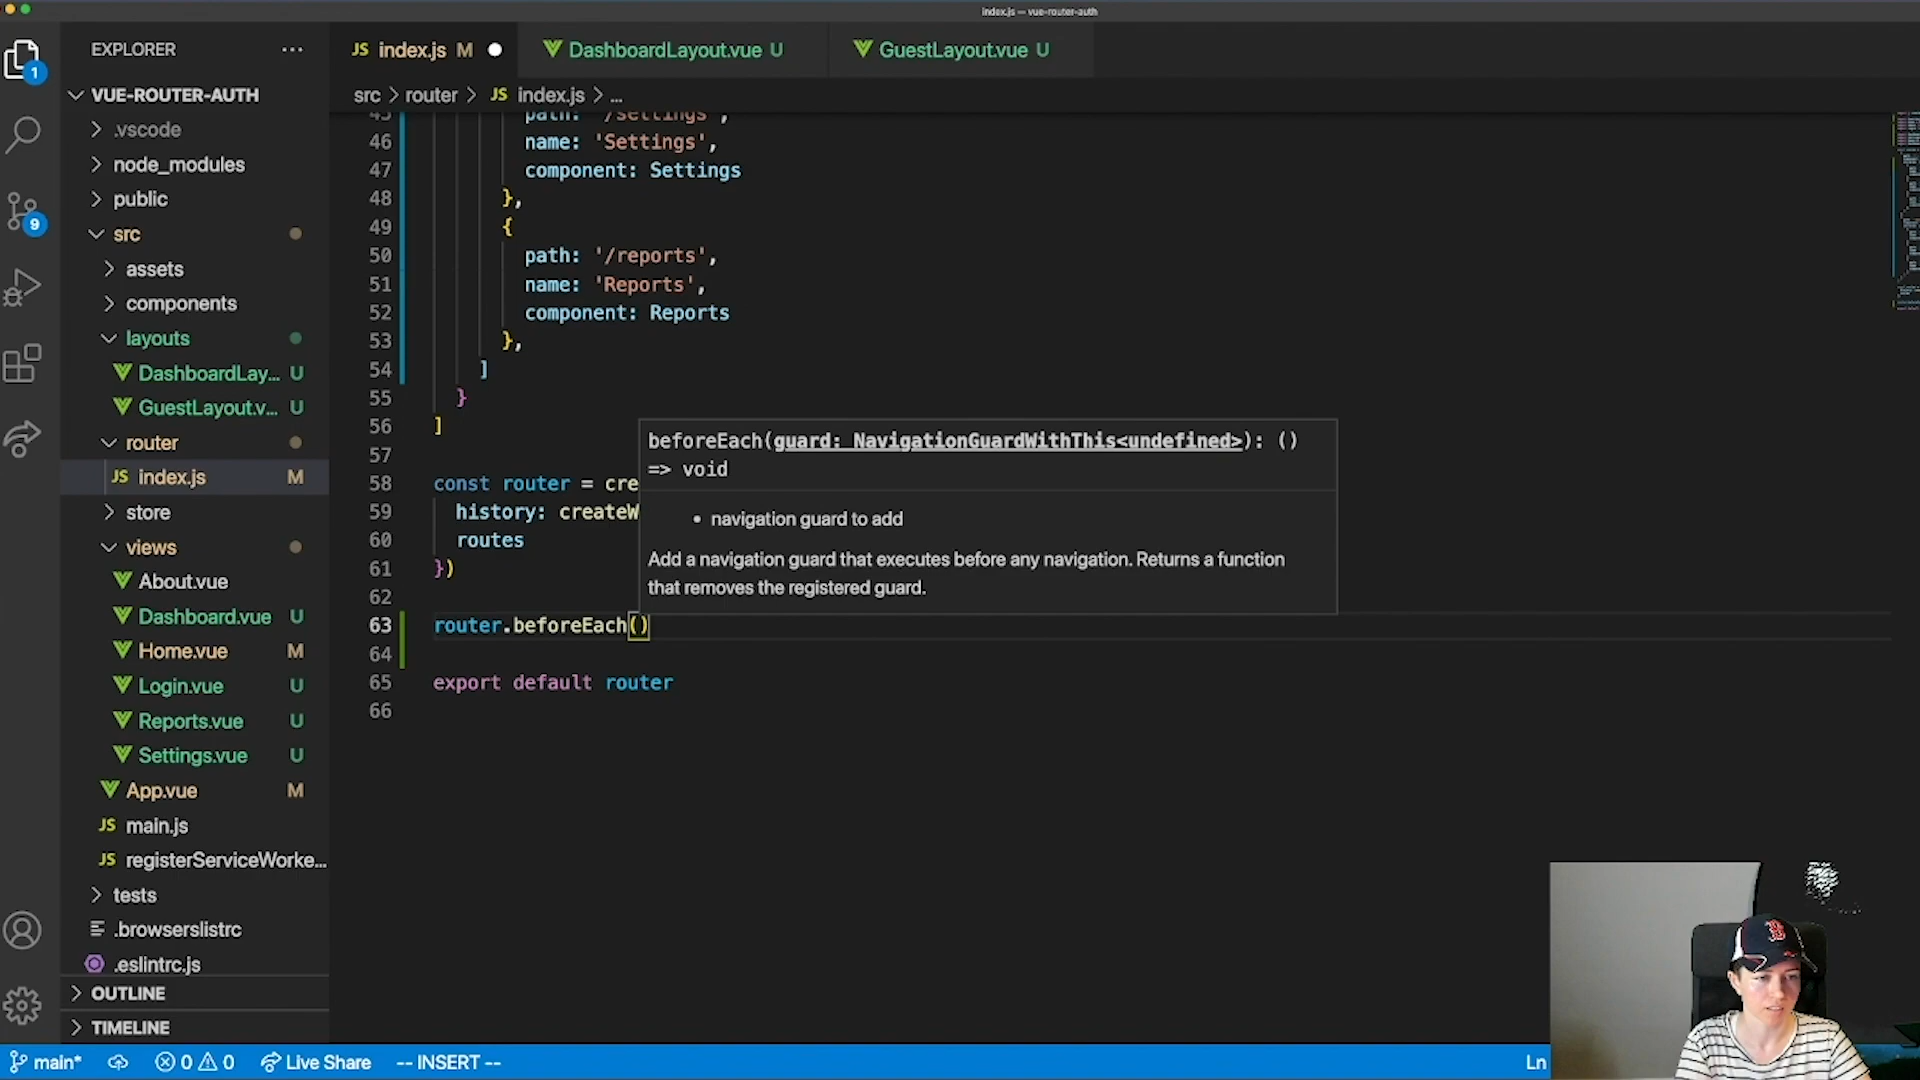 index.js — vue-router-auth
EXPLORER
JS index.js M
DashboardLayout.vue U
GuestLayout.vue U
1
VUE-ROUTER-AUTH
src > router > JS index.js > ...
.vscode
node_modules
public
9
src
assets
components
layouts
DashboardLay... U
GuestLayout.v... U
router
JS index.js M
store
views
About.vue
Dashboard.vue U
Home.vue M
Login.vue U
Reports.vue U
Settings.vue U
App.vue M
JS main.js
JS registerServiceWorke...
tests
.browserslistrc
.eslintrc.js
OUTLINE
TIMELINE
45 path: '/settings',
46 name: 'Settings',
47 component: Settings
48 },
49 {
50 path: '/reports',
51 name: 'Reports',
52 component: Reports
53 },
54 ]
55 }
56 ]
57
58 const router = cre
59 history: createW
60 routes
61 })
62
63 router.beforeEach()
64
65 export default router
66
beforeEach(guard: NavigationGuardWithThis<undefined>): ()
=> void
• navigation guard to add
Add a navigation guard that executes before any navigation. Returns a function
that removes the registered guard.
main* 0 0 Live Share -- INSERT -- Ln